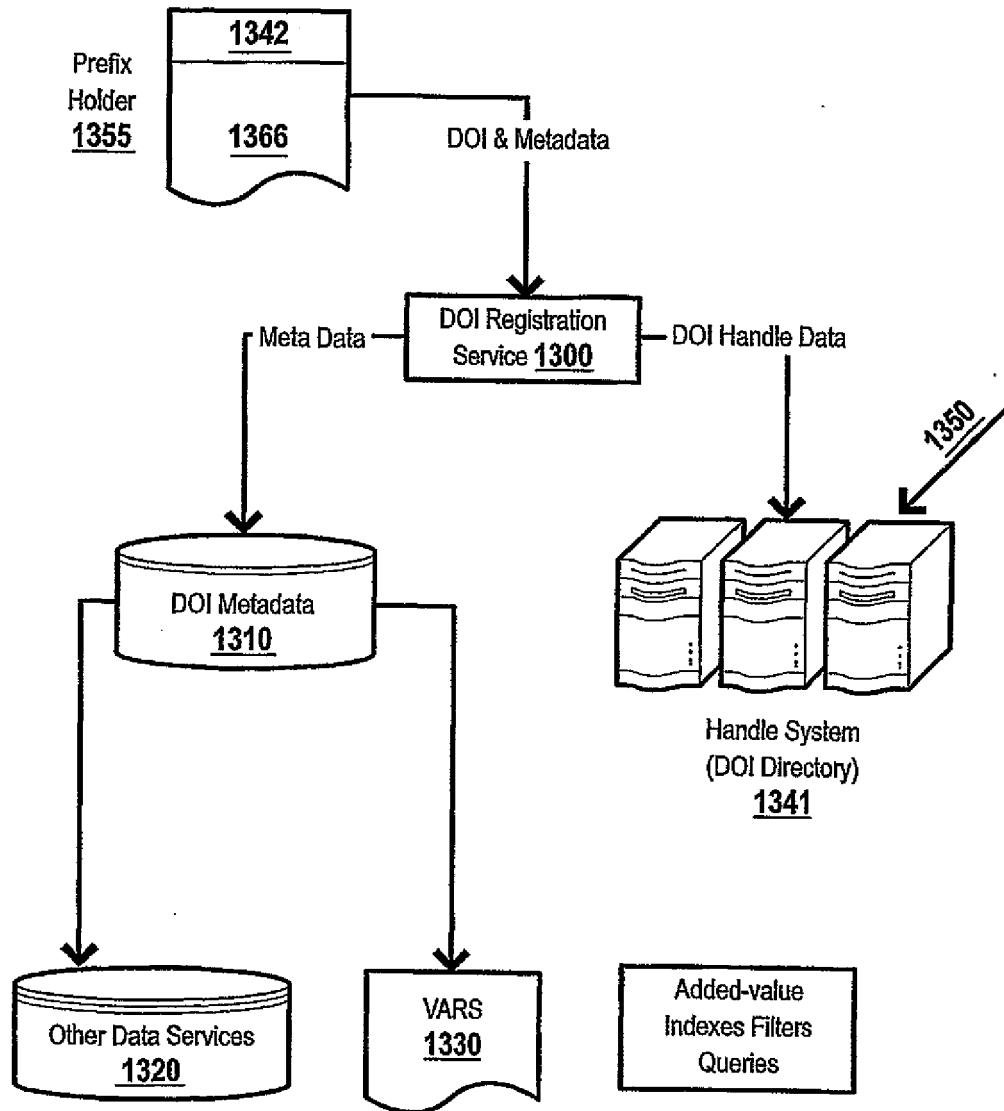 1342
Prefix
Holder
1355
1366
DOI & Metadata
DOI Registration
Service 1300
Meta Data
DOI Handle Data
1350
DOI Metadata
1310
Handle System
(DOI Directory)
1341
Other Data Services
1320
VARS
1330
Added-value
Indexes Filters
Queries